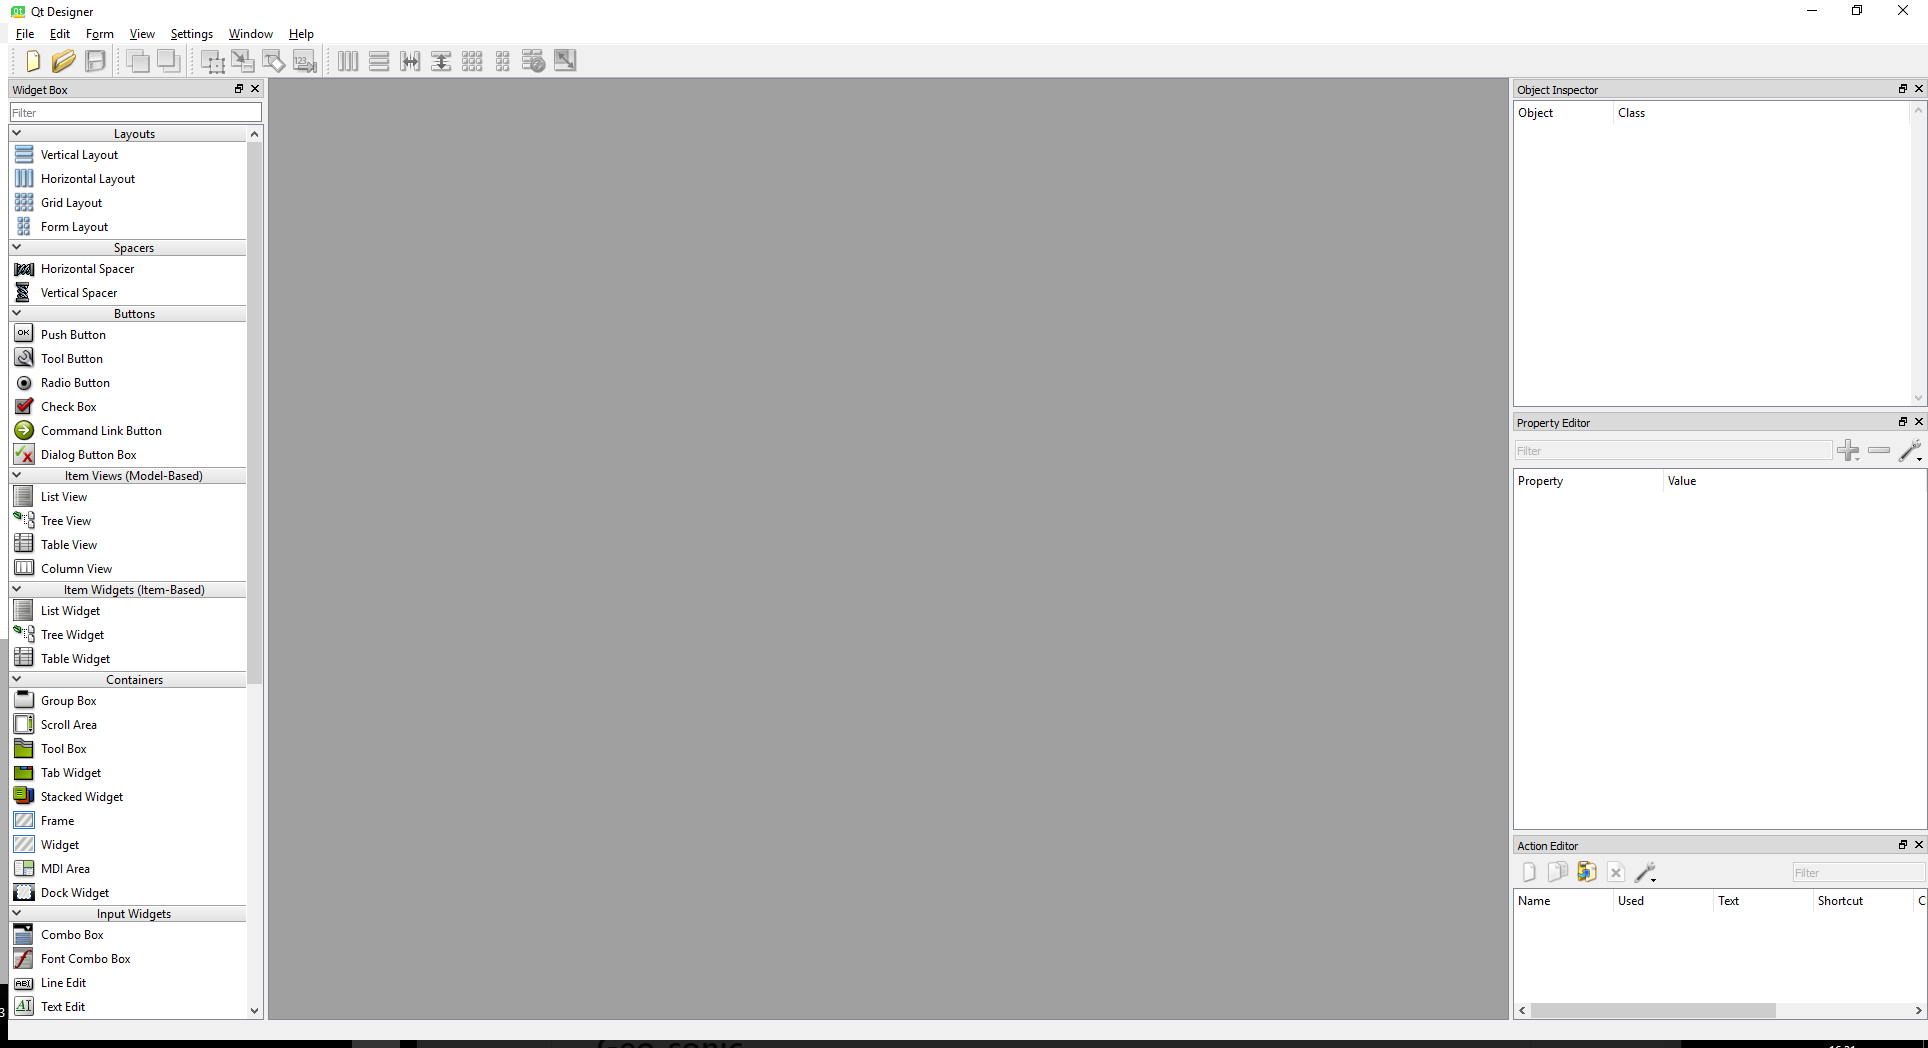 Qt Designer
File Edit Form View Settings Window Help
Widget Box
Filter
Layouts
Vertical Layout
Horizontal Layout
Grid Layout
Form Layout
Spacers
Horizontal Spacer
Vertical Spacer
Buttons
OK Push Button
Tool Button
Radio Button
Check Box
Command Link Button
Dialog Button Box
Item Views (Model-Based)
List View
Tree View
Table View
Column View
Item Widgets (Item-Based)
List Widget
Tree Widget
Table Widget
Containers
Group Box
Scroll Area
Tool Box
Tab Widget
Stacked Widget
Frame
Widget
MDI Area
Dock Widget
Input Widgets
Combo Box
Font Combo Box
Line Edit
Text Edit
Object Inspector
Object Class
Property Editor
Filter
Property Value
Action Editor
Filter
Name Used Text Shortcut C